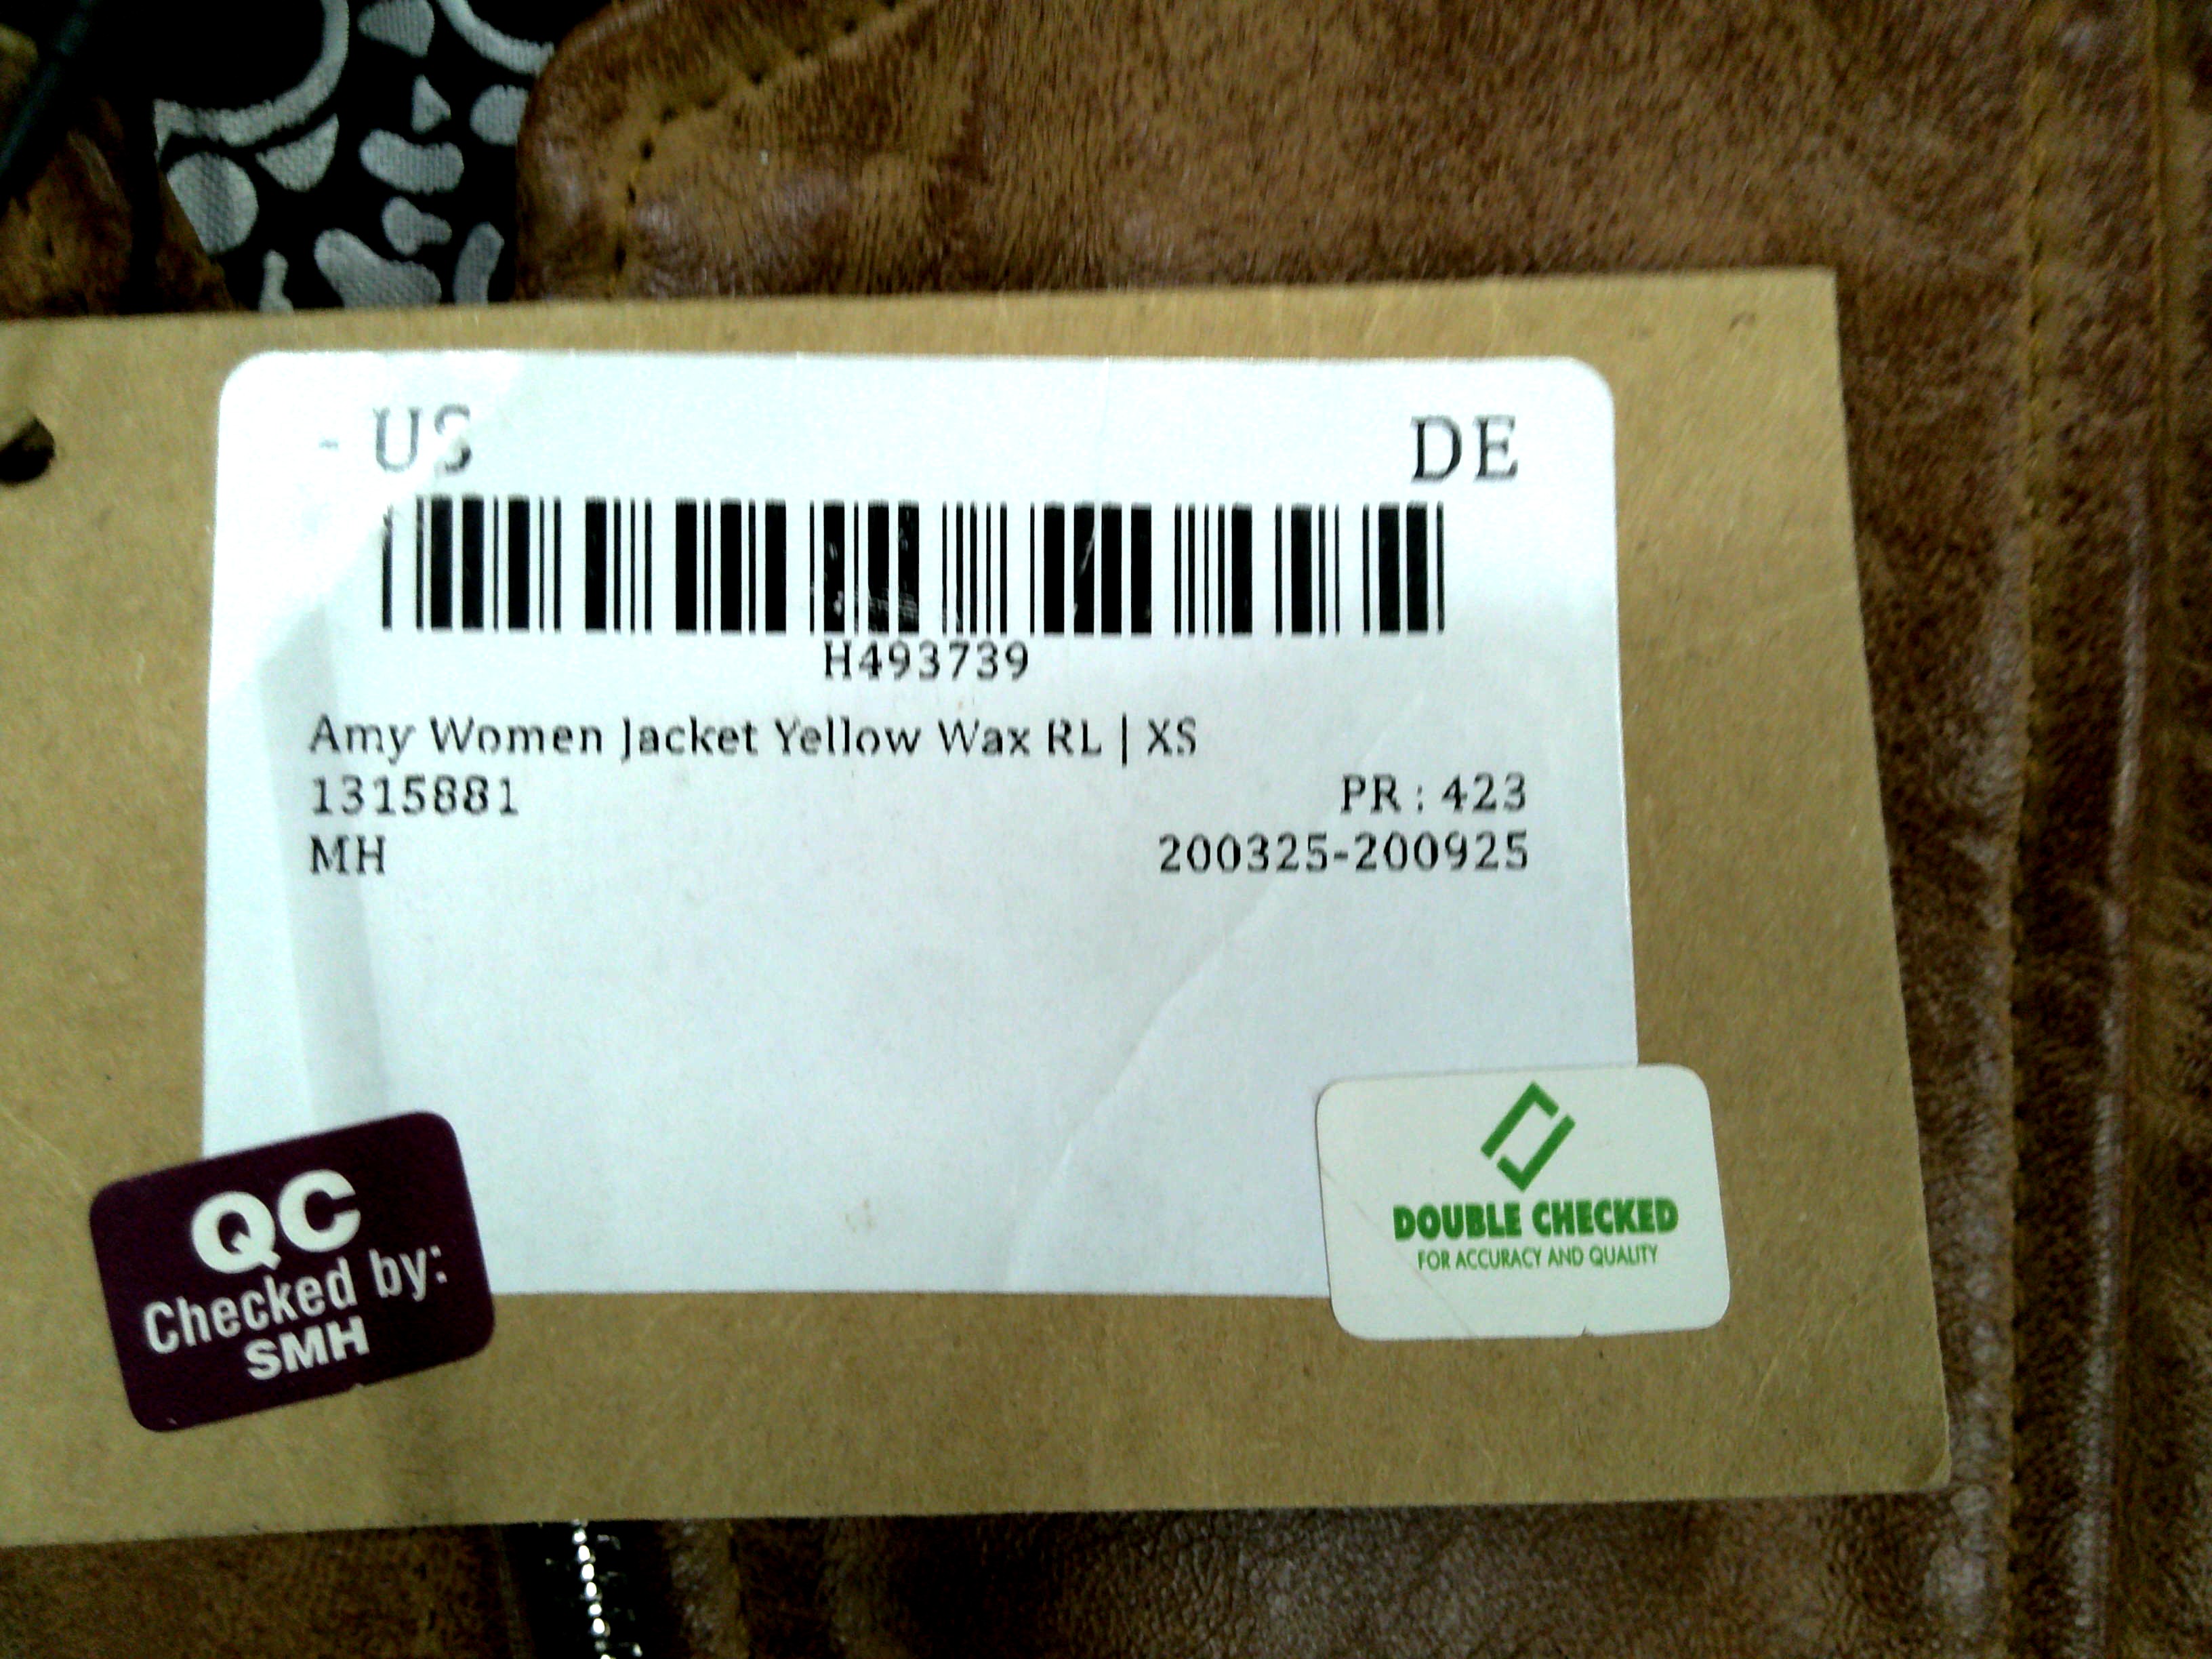 - US DE
H493739
Amy Women Jacket Yellow Wax RL | XS
1315881 PR : 423
MH 200325-200925
QC
Checked by:
SMH
DOUBLE CHECKED
FOR ACCURACY AND QUALITY